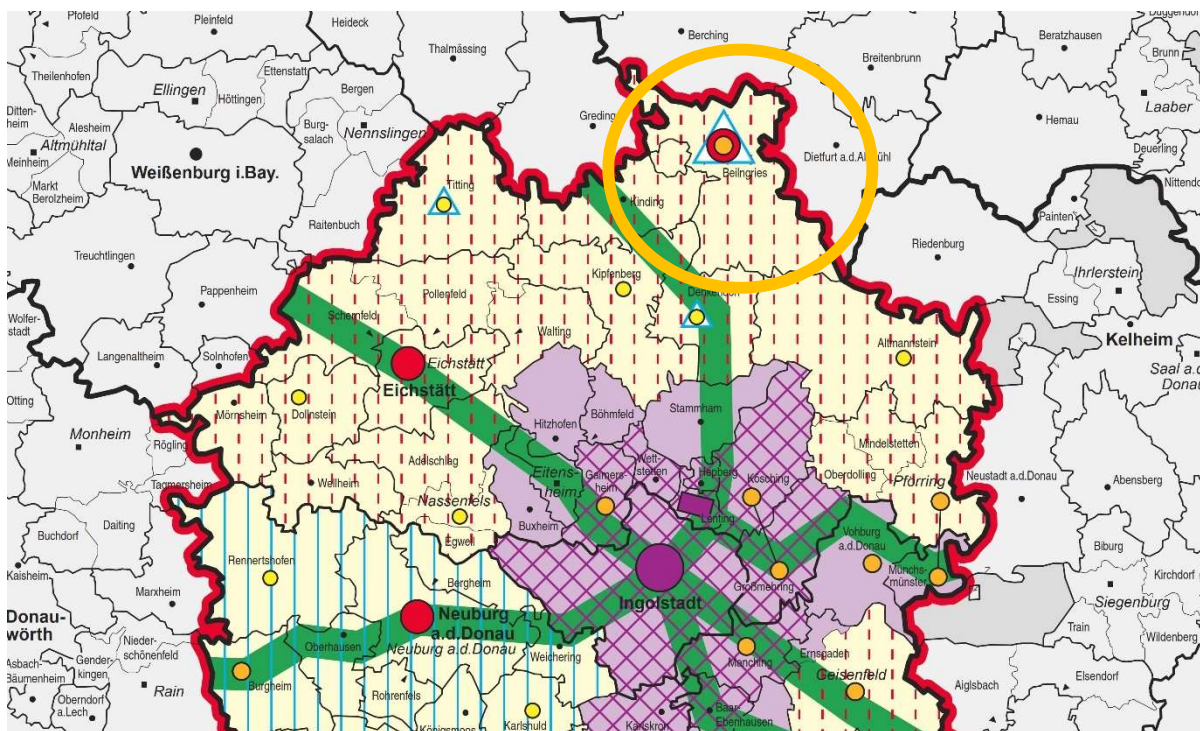 Pleinfeld
Heideck
Thalmässing
Berching
Beratzhausen
Duggendorf
Theilenhofen
Ellingen
Ettenstatt
Höttingen
Bergen
Breitenbrunn
Brunn
Laaber
Ditten-
heim
Alesheim
Altmühltal
Burg-
salach
Nennslingen
Greding
Hemau
Deuerling
Meinheim
Markt
Berolzheim
Weißenburg i.Bay.
Raitenbuch
Titting
Kinding
Beilngries
Dietfurt a.d.Altmühl
Nittendorf
Painten
Riedenburg
Ihrlerstein
Essing
Treuchtlingen
Pappenheim
Wolfer-
stadt
Langenaltheim
Solnhofen
Schernfeld
Pollenfeld
Kipfenberg
Denkendorf
Walting
Altmannstein
Kelheim
Saal a.d.
Donau
Otting
Eichstätt
Eichstätt
Mörnsheim
Dollnstein
Hitzhofen
Böhmfeld
Stammham
Mindelstetten
Monheim
Rögling
Tagmersheim
Adelschlag
Wellheim
Eitens-
heim
Gaimers-
heim
Wett-
stetten
Hepberg
Kösching
Oberdolling
Pförring
Neustadt a.d.Donau
Abensberg
Nassenfels
Buxheim
Egweil
Lenting
Daiting
Buchdorf
Rennertshofen
Bergheim
Vohburg
a.d.Donau
Münchs-
münster
Großmehring
Biburg
Kirchdorf
Kaisheim
Marxheim
Ingolstadt
Siegenburg
Donau-
wörth
Neuburg
a.d.Donau
Neuburg a.d.Donau
Oberhausen
Weichering
Manching
Ernsgaden
Geisenfeld
Train
Wildenberg
Nieder-
schönenfeld
Gender-
kingen
Asbach-
Bäumenheim
Rain
Burgheim
Rohrenfels
Aiglsbach
Elsendorf
Oberndorf
a.Lech
Königsmoos
Karlshuld
Karlskron
Baar-
Ebenhausen